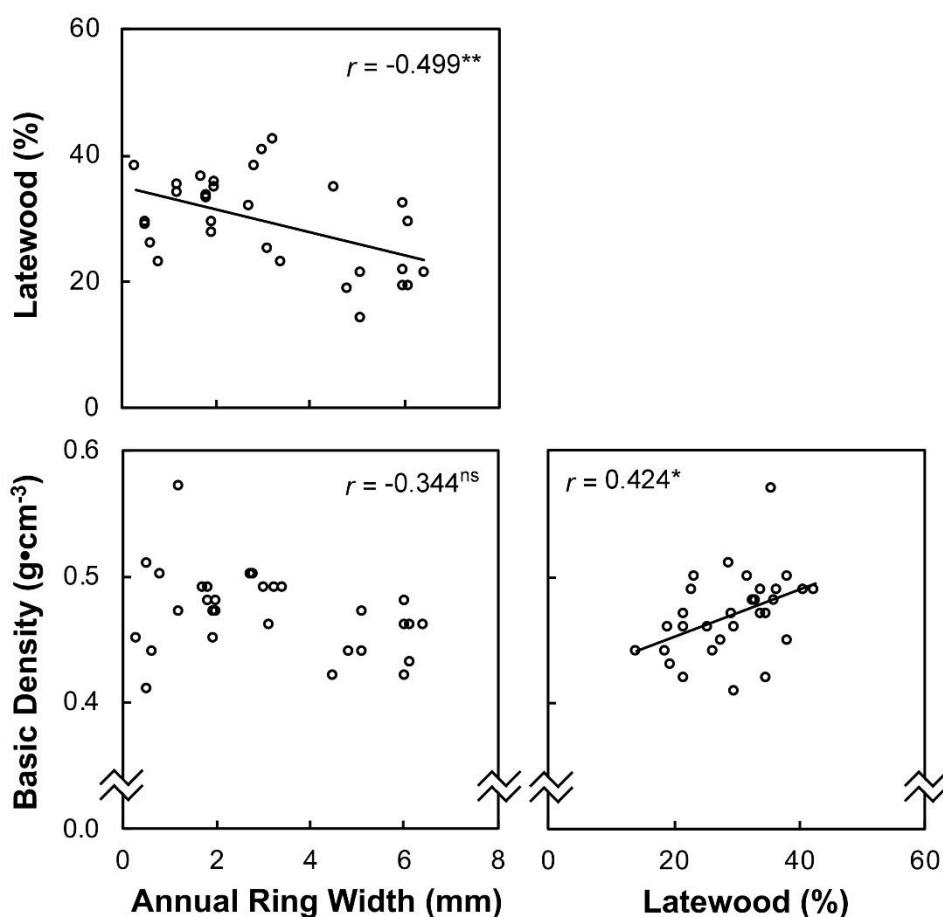 60
r = -0.499**
40
20
0
Latewood (%)
0.6
r = -0.344ns
r = 0.424*
0.5
0.4
0.0
Basic Density (g•cm-3)
0 2 4 6 8
0 20 40 60
Annual Ring Width (mm)
Latewood (%)